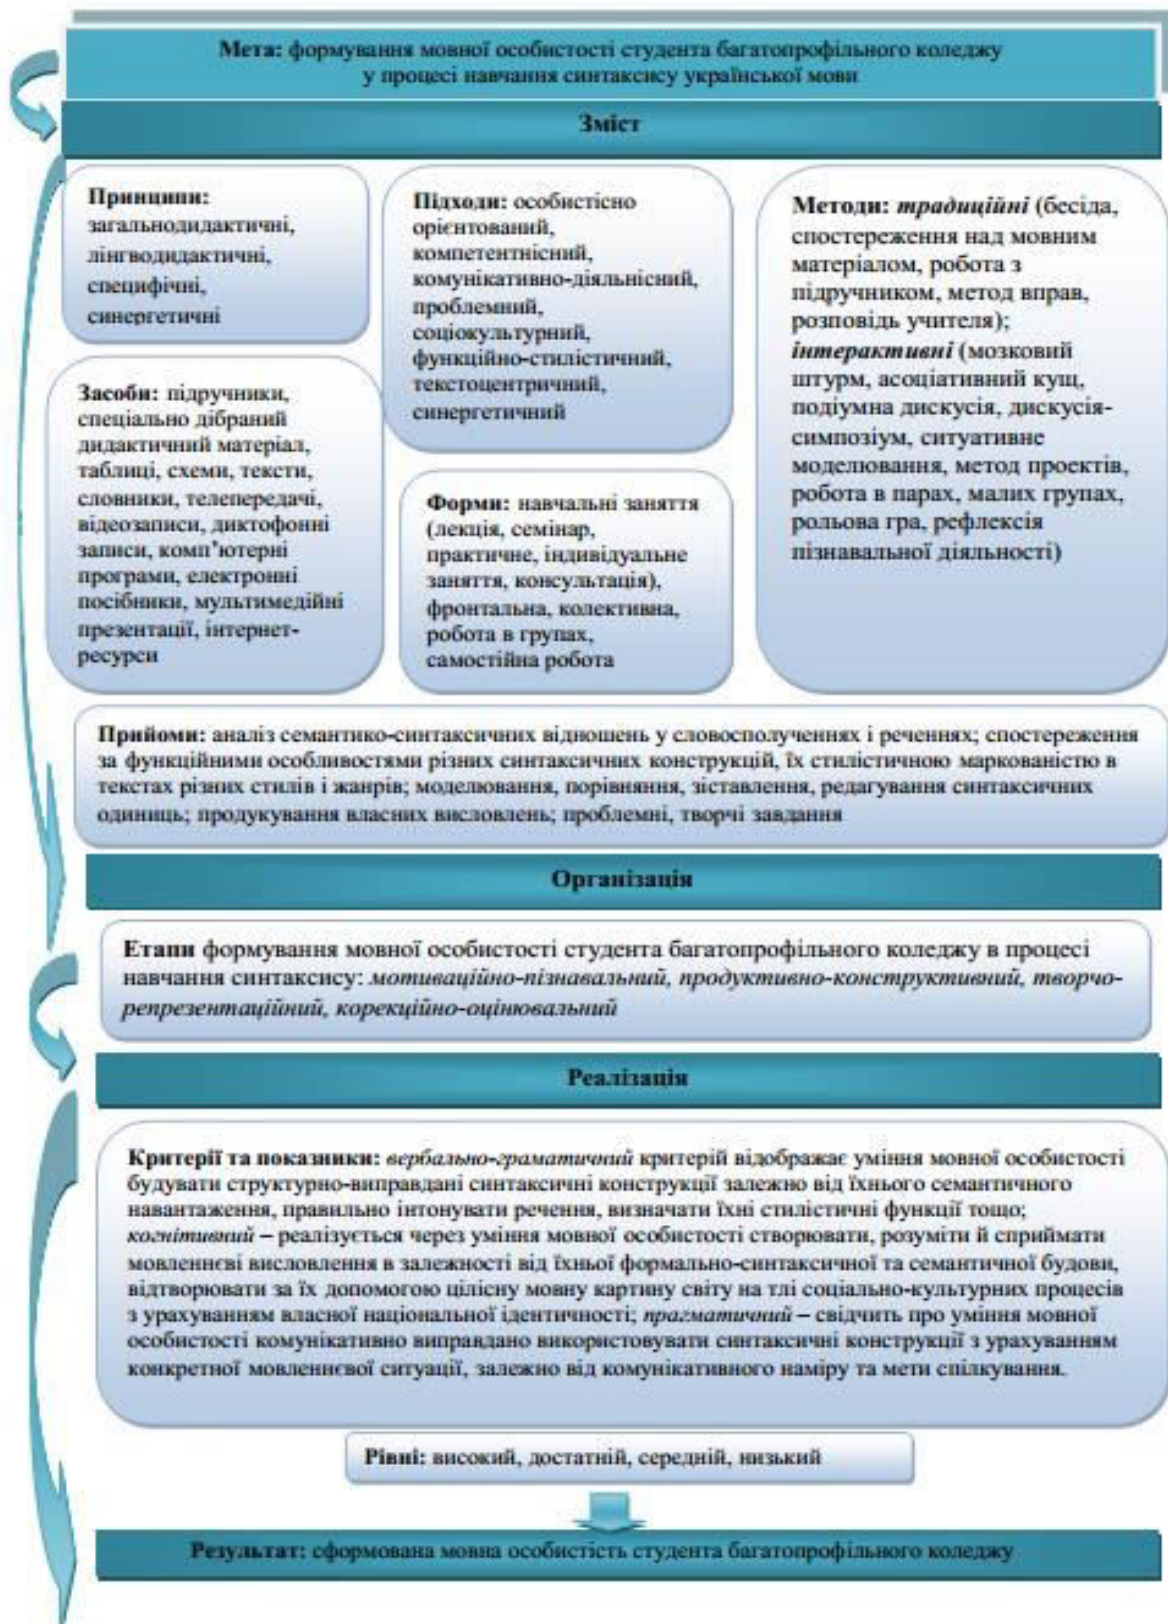 Мета: формування мовної особистості студента багатопрофільного коледжу
у процесі навчання синтаксису української мови
Зміст
Принципи:
загальнодидактичні,
лінгводидактичні,
специфічні,
синергетичні
Підходи: особистісно
орієнтований,
компетентнісний,
комунікативно-діяльнісний,
проблемний,
соціокультурний,
функційно-стилістичний,
текстоцентричний,
синергетичний
Методи: традиційні (бесіда,
спостереження над мовним
матеріалом, робота з
підручником, метод вправ,
розповідь учителя);
інтерактивні (мозковий
штурм, асоціативний кущ,
подіумна дискусія, дискусія-
симпозіум, ситуативне
моделювання, метод проектів,
робота в парах, малих групах,
рольова гра, рефлексія
пізнавальної діяльності)
Засоби: підручники,
спеціально дібраний
дидактичний матеріал,
таблиці, схеми, тексти,
словники, телепередачі,
відеозаписи, диктофонні
записи, комп’ютерні
програми, електронні
посібники, мультимедійні
презентації, інтернет-
ресурси
Форми: навчальні заняття
(лекція, семінар,
практичне, індивідуальне
заняття, консультація),
фронтальна, колективна,
робота в групах,
самостійна робота
Прийоми: аналіз семантико-синтаксичних відношень у словосполученнях і реченнях; спостереження
за функційними особливостями різних синтаксичних конструкцій, їх стилістичною маркованістю в
текстах різних стилів і жанрів; моделювання, порівняння, зіставлення, редагування синтаксичних
одиниць; продукування власних висловлень; проблемні, творчі завдання
Організація
Етапи формування мовної особистості студента багатопрофільного коледжу в процесі
навчання синтаксису: мотиваційно-пізнавальний, продуктивно-конструктивний, творчо-
репрезентаційний, корекційно-оцінювальний
Реалізація
Критерії та показники: вербально-граматичний критерій відображає уміння мовної особистості
будувати структурно-виправдані синтаксичні конструкції залежно від їхнього семантичного
навантаження, правильно інтонувати речення, визначати їхні стилістичні функції тощо;
когнітивний – реалізується через уміння мовної особистості створювати, розуміти й сприймати
мовленнєві висловлення в залежності від їхньої формально-синтаксичної та семантичної будови,
відтворювати за їх допомогою цілісну мовну картину світу на тлі соціально-культурних процесів
з урахуванням власної національної ідентичності; прагматичний – свідчить про уміння мовної
особистості комунікативно виправдано використовувати синтаксичні конструкції з урахуванням
конкретної мовленнєвої ситуації, залежно від комунікативного наміру та мети спілкування.
Рівні: високий, достатній, середній, низький
Результат: сформована мовна особистість студента багатопрофільного коледжу